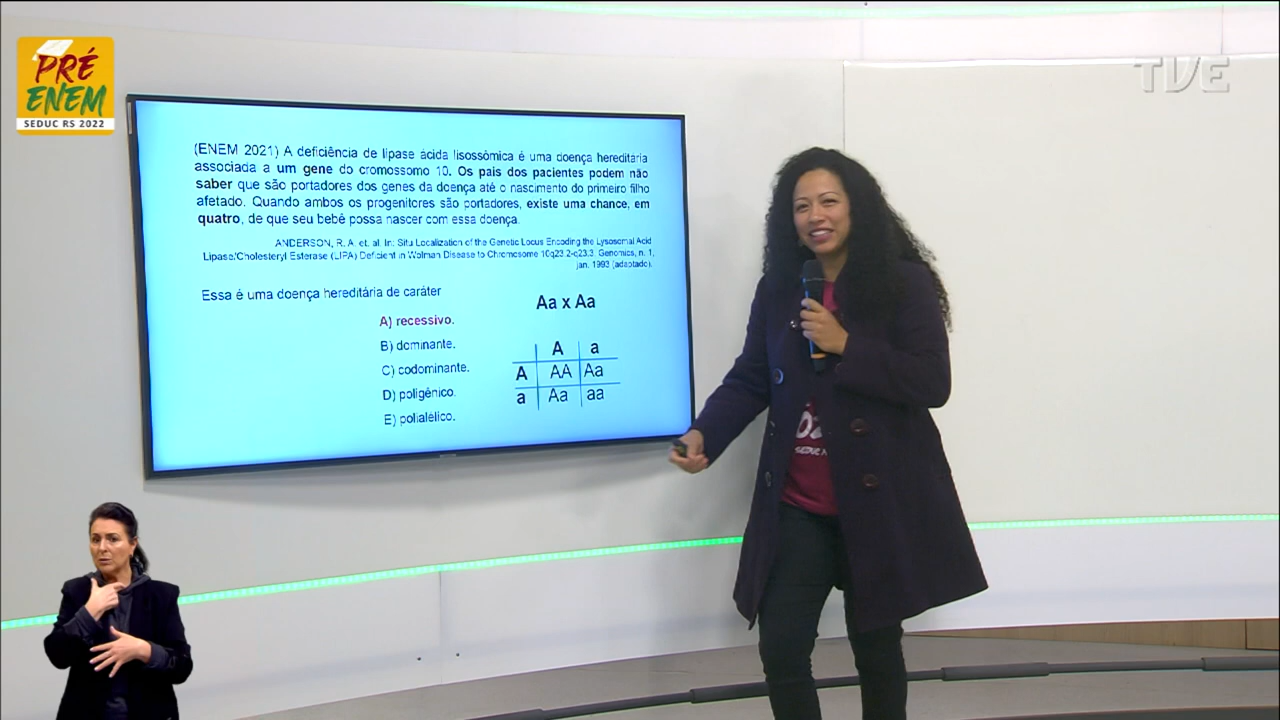 PRÉ
ENEM
SEDUC RS 2022
TVE
(ENEM 2021) A deficiência de lipase ácida lisossômica é uma doença hereditária
associada a um gene do cromossomo 10. Os pais dos pacientes podem não
saber que são portadores dos genes da doença até o nascimento do primeiro filho
afetado. Quando ambos os progenitores são portadores, existe uma chance, em
quatro, de que seu bebê possa nascer com essa doença.
ANDERSON, R. A. et. al. In: Situ Localization of the Genetic Locus Encoding the Lysosomal Acid
Lipase/Cholesteryl Esterase (LIPA) Deficient in Wolman Disease to Chromosome 10q23.2-q23.3. Genomics, n. 1,
jan. 1993 (adaptado).
Essa é uma doença hereditária de caráter
A) recessivo.
B) dominante.
C) codominante.
D) poligênico.
E) polialélico.
Aa x Aa
A a
A AA Aa
a Aa aa
SEDUC